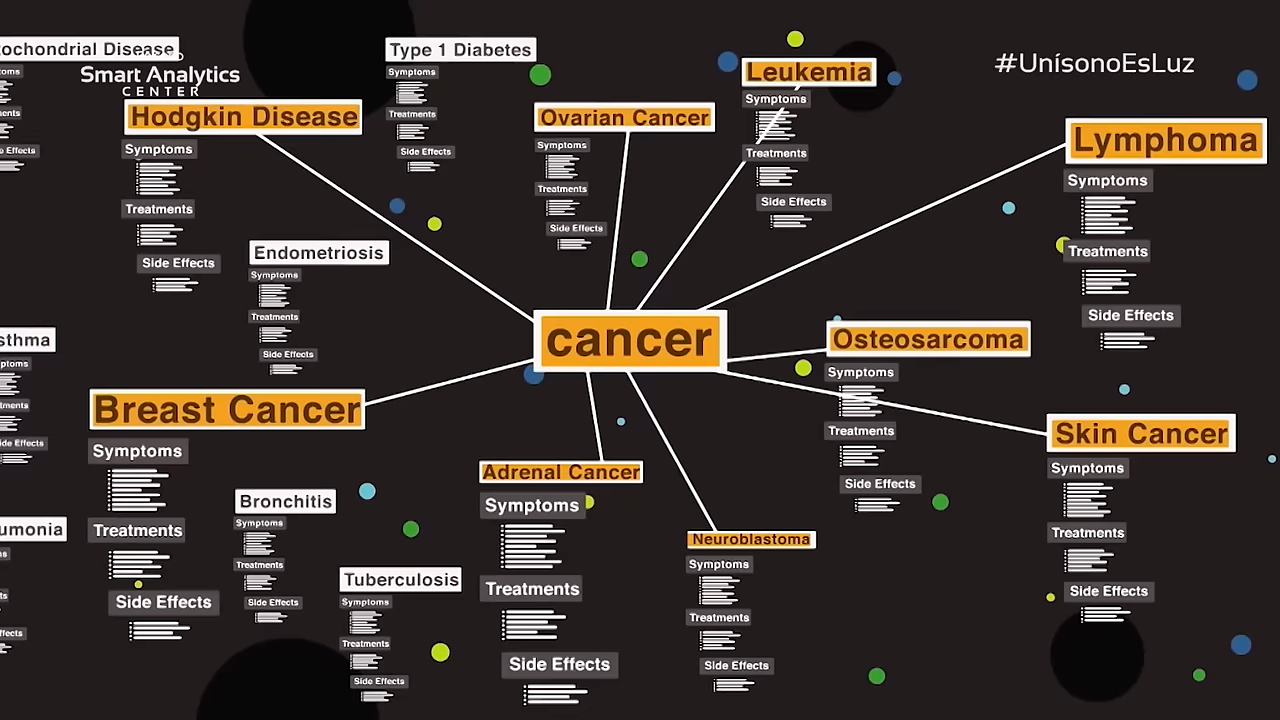 ochondrial Disease
Smart Analytics
CENTER
#UnísonoEsLuz
Type 1 Diabetes
Symptoms
Treatments
Side Effects
Leukemia
Symptoms
Treatments
Side Effects
Hodgkin Disease
Symptoms
Treatments
Side Effects
Ovarian Cancer
Symptoms
Treatments
Side Effects
Lymphoma
Symptoms
Treatments
Side Effects
Endometriosis
Symptoms
Treatments
Side Effects
cancer
Osteosarcoma
Symptoms
Treatments
Side Effects
sthma
ptoms
tments
ide Effects
Breast Cancer
Symptoms
Treatments
Side Effects
Skin Cancer
Symptoms
Treatments
Side Effects
Adrenal Cancer
Symptoms
Treatments
Side Effects
Bronchitis
Symptoms
Treatments
Side Effects
umonia
Neuroblastoma
Symptoms
Treatments
Side Effects
Tuberculosis
Symptoms
Treatments
Side Effects